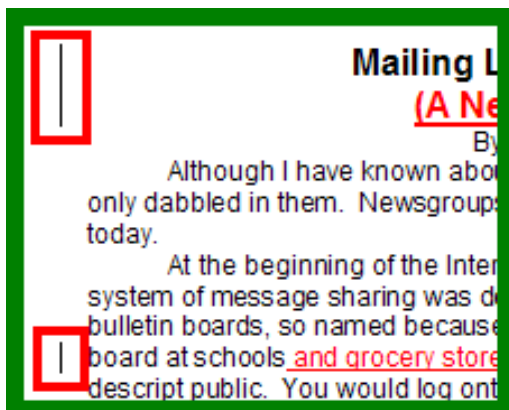 Mailing L
(A Ne
By
Although I have known abou
only dabbled in them. Newsgroups
today.
At the beginning of the Inter
system of message sharing was de
bulletin boards, so named because
board at schools and grocery store
descript public. You would log ont